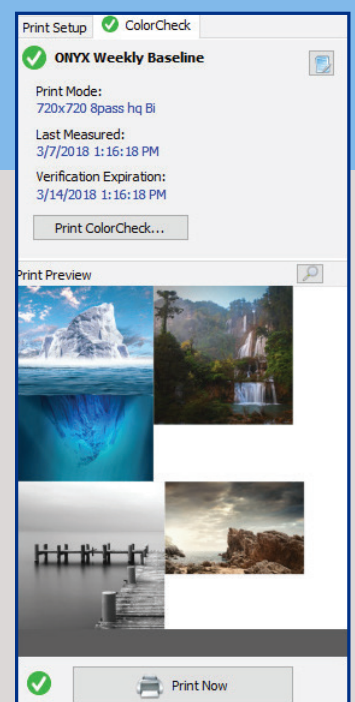 Print Setup ColorCheck
ONYX Weekly Baseline
Print Mode:
720x720 8pass hq Bi
Last Measured:
3/7/2018 1:16:18 PM
Verification Expiration:
3/14/2018 1:16:18 PM
Print ColorCheck...
Print Preview
Print Now